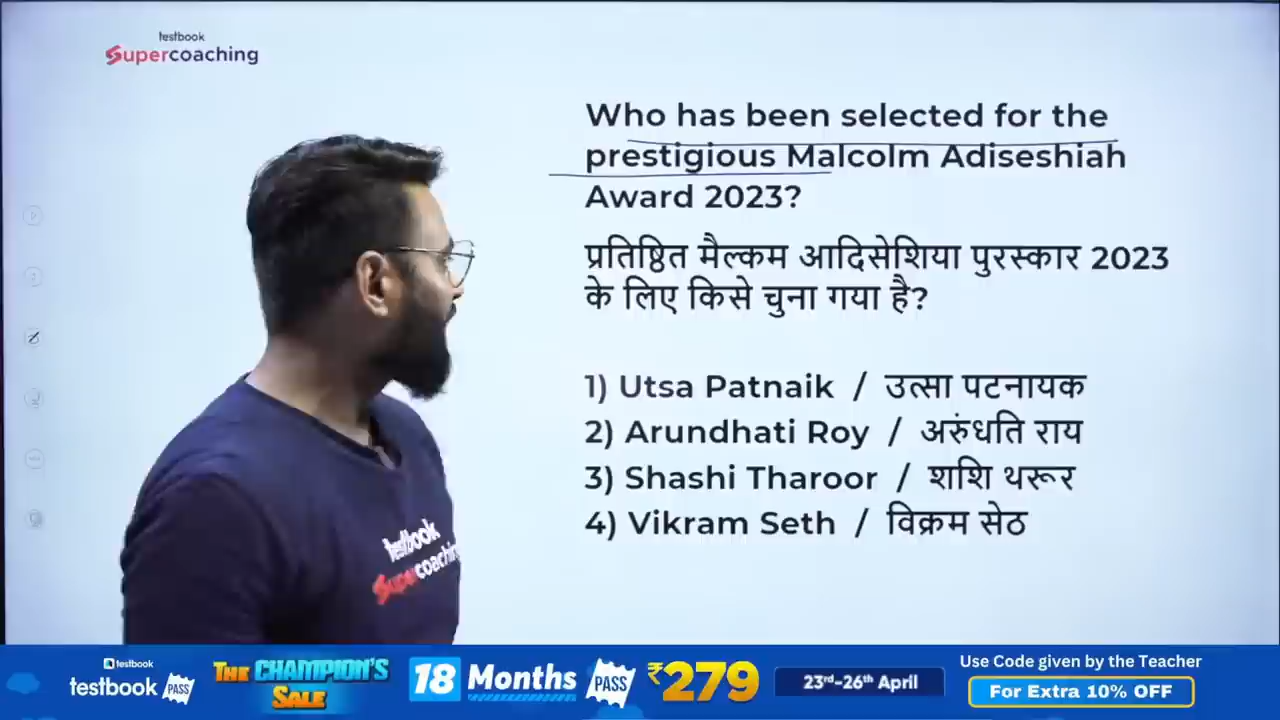 testbook
Supercoaching
Who has been selected for the
prestigious Malcolm Adiseshiah
Award 2023?
प्रतिष्ठित मैल्कम आदिसेशिया पुरस्कार 2023
के लिए किसे चुना गया है?
1) Utsa Patnaik / उत्सा पटनायक
2) Arundhati Roy / अरुंधति राय
3) Shashi Tharoor / शशि थरूर
4) Vikram Seth / विक्रम सेठ
testbook
Supercoaching
testbook
testbook PASS
THE CHAMPION'S
SALE
18 Months PASS ₹279
23rd-26th April
Use Code given by the Teacher
For Extra 10% OFF